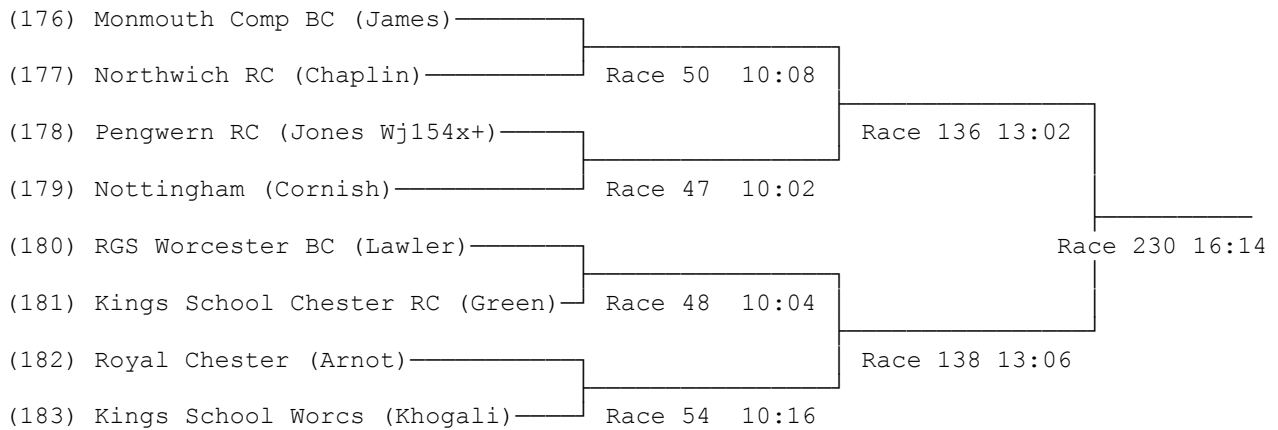 (176) Monmouth Comp BC (James)
(177) Northwich RC (Chaplin) Race 50 10:08
(178) Pengwern RC (Jones Wj154x+) Race 136 13:02
(179) Nottingham (Cornish) Race 47 10:02
(180) RGS Worcester BC (Lawler) Race 230 16:14
(181) Kings School Chester RC (Green) Race 48 10:04
(182) Royal Chester (Arnot) Race 138 13:06
(183) Kings School Worcs (Khogali) Race 54 10:16